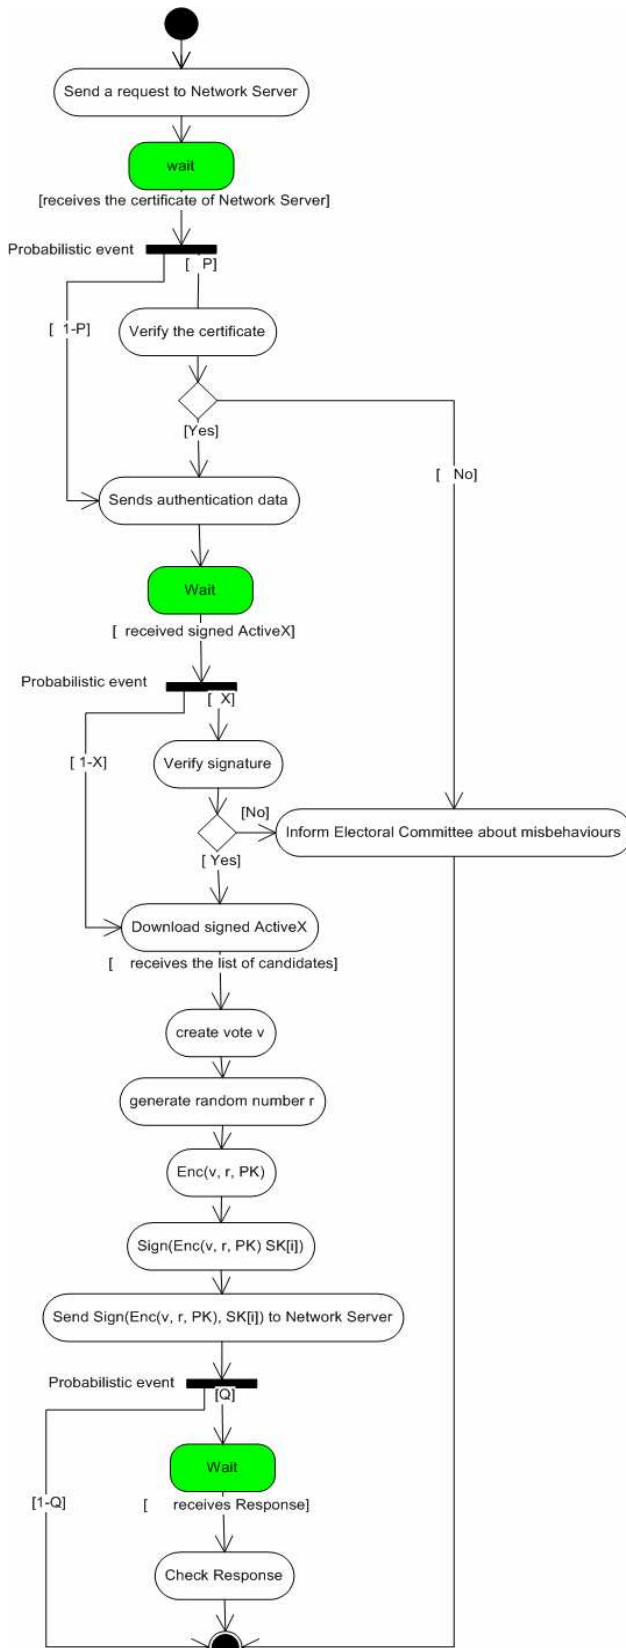 Send a request to Network Server
wait
[receives the certificate of Network Server]
Probabilistic event
[ P]
[ 1-P]
Verify the certificate
[Yes]
[ No]
Sends authentication data
Wait
[ received signed ActiveX]
Probabilistic event
[ X]
[ 1-X]
Verify signature
[No]
Inform Electoral Committee about misbehaviours
[ Yes]
Download signed ActiveX
[ receives the list of candidates]
create vote v
generate random number r
Enc(v, r, PK)
Sign(Enc(v, r, PK) SK[i])
Send Sign(Enc(v, r, PK), SK[i]) to Network Server
Probabilistic event
[Q]
Wait
[1-Q]
[ receives Response]
Check Response